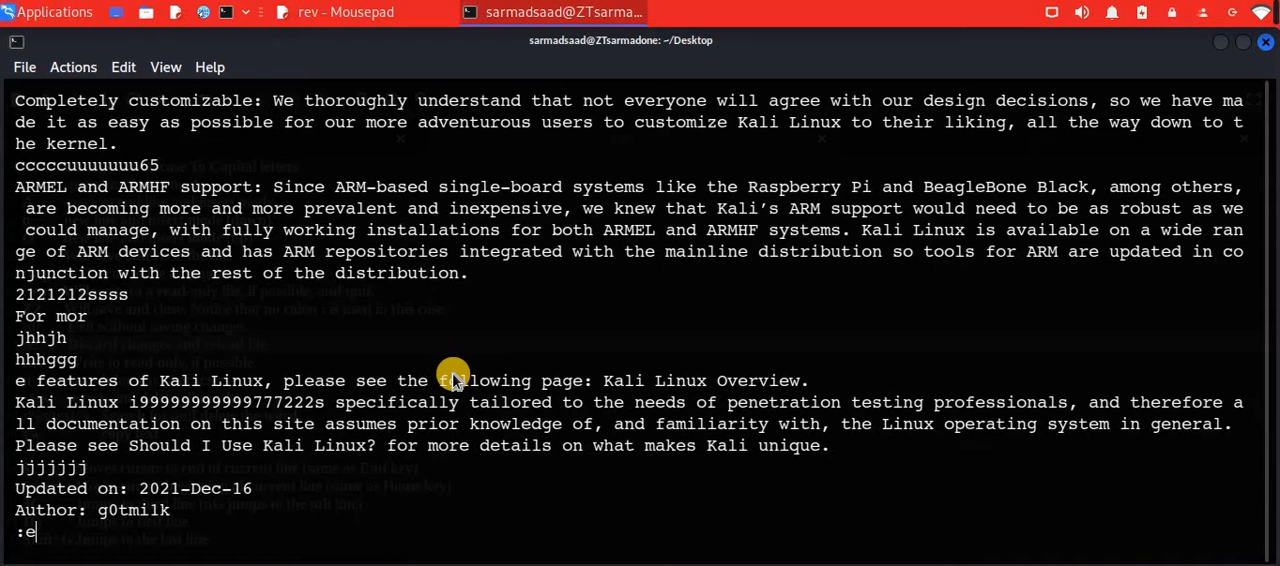 Applications
rev - Mousepad
sarmadsaad@ZTsarma...
sarmadsaad@ZTsarmadone: ~/Desktop
File Actions Edit View Help
Completely customizable: We thoroughly understand that not everyone will agree with our design decisions, so we have ma
de it as easy as possible for our more adventurous users to customize Kali Linux to their liking, all the way down to t
he kernel.
cccccuuuuuuu65
ARMEL and ARMHF support: Since ARM-based single-board systems like the Raspberry Pi and BeagleBone Black, among others,
are becoming more and more prevalent and inexpensive, we knew that Kali's ARM support would need to be as robust as we
could manage, with fully working installations for both ARMEL and ARMHF systems. Kali Linux is available on a wide ran
ge of ARM devices and has ARM repositories integrated with the mainline distribution so tools for ARM are updated in co
njunction with the rest of the distribution.
2121212ssss
For mor
jhhjh
hhhggg
e features of Kali Linux, please see the following page: Kali Linux Overview.
Kali Linux i999999999999777222s specifically tailored to the needs of penetration testing professionals, and therefore a
ll documentation on this site assumes prior knowledge of, and familiarity with, the Linux operating system in general.
Please see Should I Use Kali Linux? for more details on what makes Kali unique.
jjjjjjj
Updated on: 2021-Dec-16
Author: g0tmi1k
:e